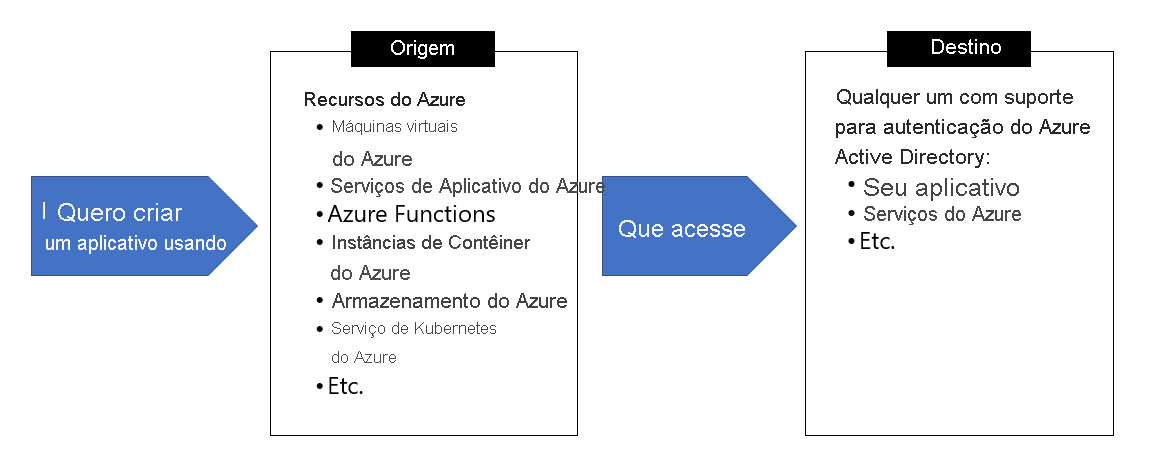 Origem
Destino
Recursos do Azure
• Máquinas virtuais
do Azure
• Serviços de Aplicativo do Azure
• Azure Functions
• Instâncias de Contêiner
do Azure
• Armazenamento do Azure
• Serviço de Kubernetes
do Azure
• Etc.
I Quero criar
um aplicativo usando
Que acesse
Qualquer um com suporte
para autenticação do Azure
Active Directory:
• Seu aplicativo
• Serviços do Azure
• Etc.